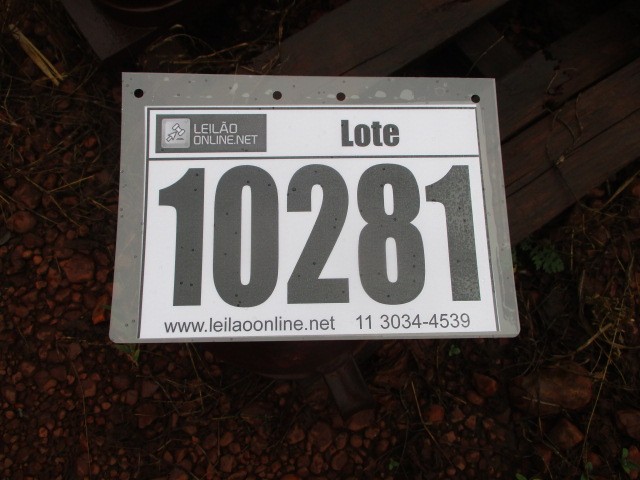 LEILÃO
ONLINE.NET
Lote
10281
www.leilaoonline.net 11 3034-4539